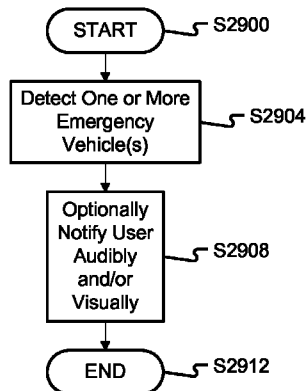 START
S2900
Detect One or More
Emergency
Vehicle(s)
S2904
Optionally
Notify User
Audibly
and/or
Visually
S2908
END
S2912